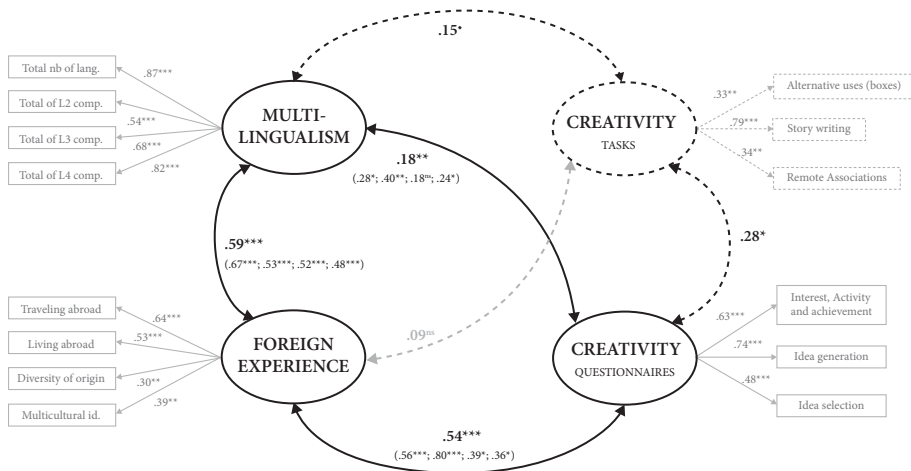 .15*
Total nb of lang.
Total of L2 comp.
Total of L3 comp.
Total of L4 comp.
.87***
.54***
.68***
.82***
MULTI-
LINGUALISM
CREATIVITY
TASKS
.33**
.79***
.34**
Alternative uses (boxes)
Story writing
Remote Associations
.18**
(.28*; .40**; .18ns; .24*)
.59***
(.67***; .53***; .52***; .48***)
.28*
.09ns
Traveling abroad
Living abroad
Diversity of origin
Multicultural id.
.64***
.53***
.30**
.39**
FOREIGN
EXPERIENCE
CREATIVITY
QUESTIONNAIRES
.63***
.74***
.48***
Interest, Activity
and achievement
Idea generation
Idea selection
.54***
(.56***; .80***; .39*; .36*)